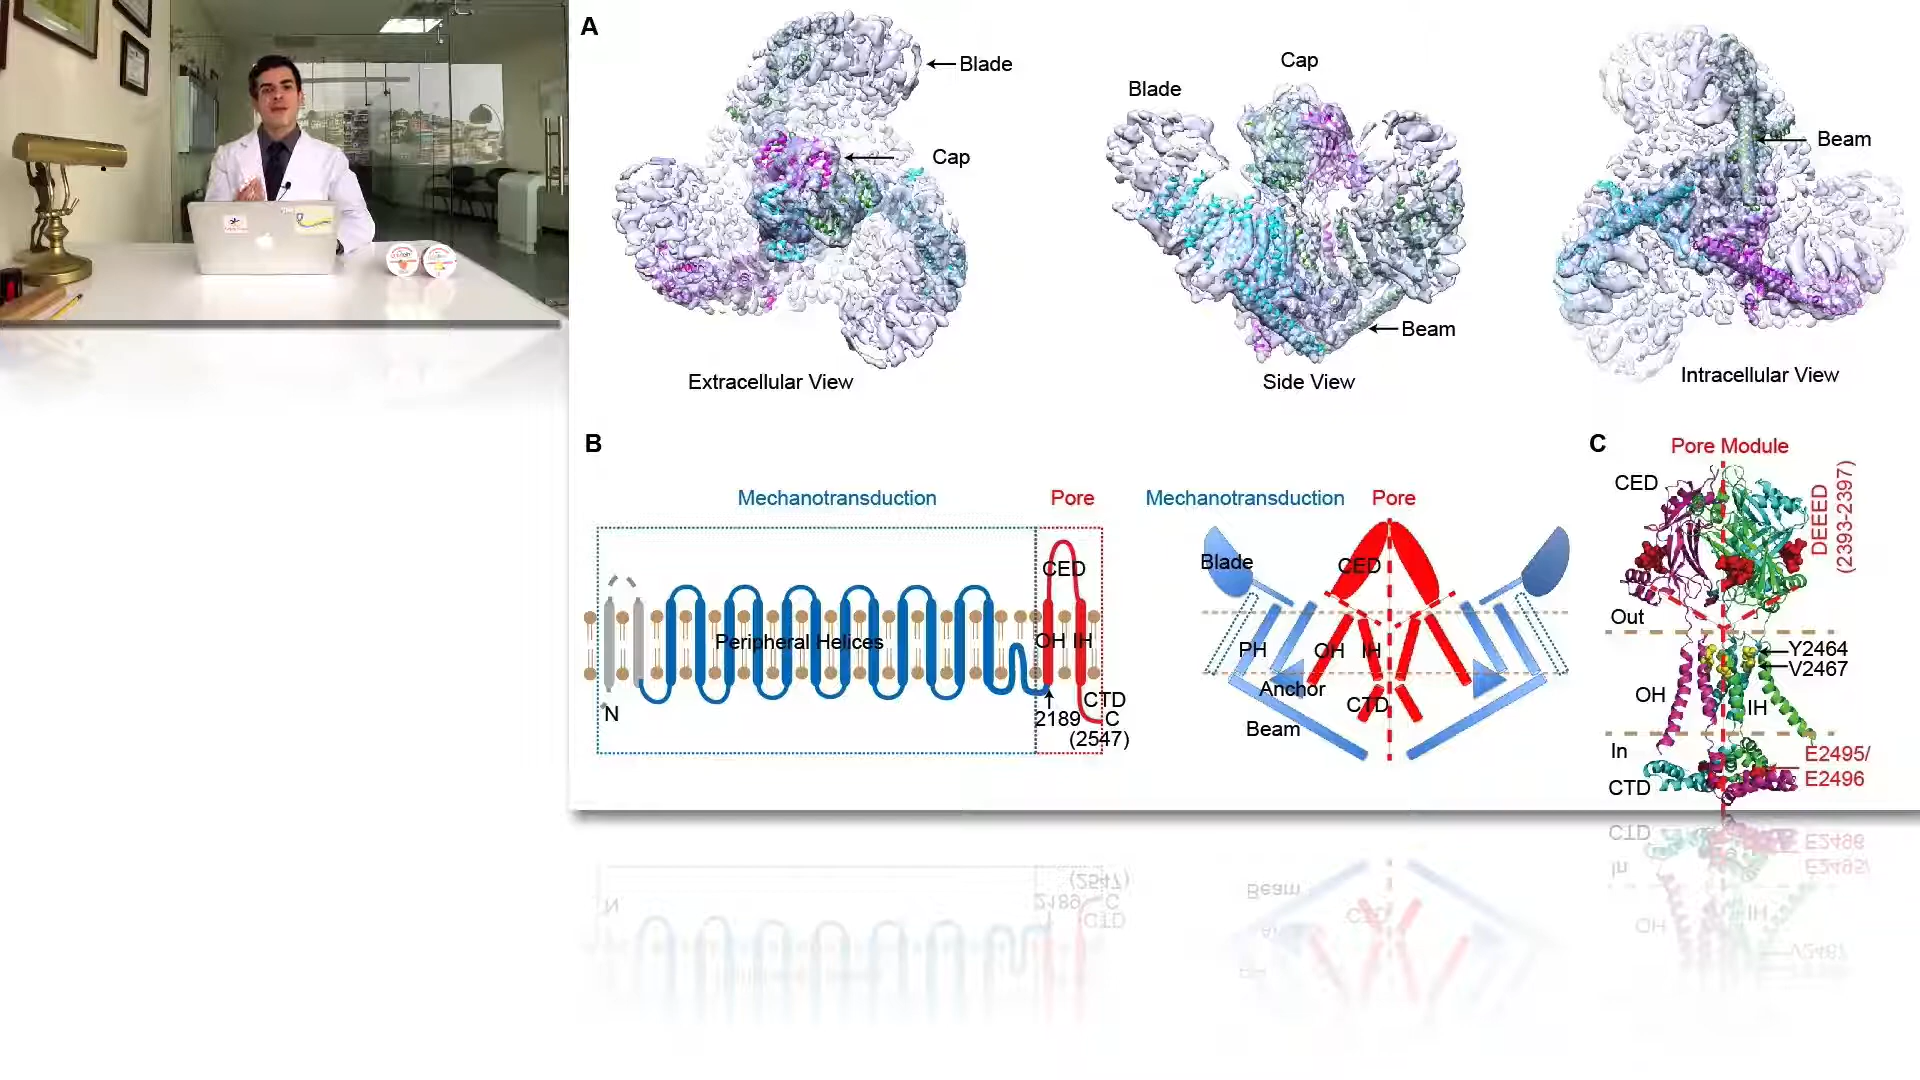 A
Blade
Cap
Extracellular View
Cap
Blade
Beam
Side View
Beam
Intracellular View
B
Mechanotransduction
Pore
CED
Peripheral Helices
OH IH
N
CTD
2189
C
(2547)
Mechanotransduction
Pore
Blade
CED
PH
OH
IH
Anchor
CTD
Beam
C
Pore Module
CED
DEEED
(2393-2397)
Out
Y2464
V2467
OH
IH
In
E2495/
E2496
CTD